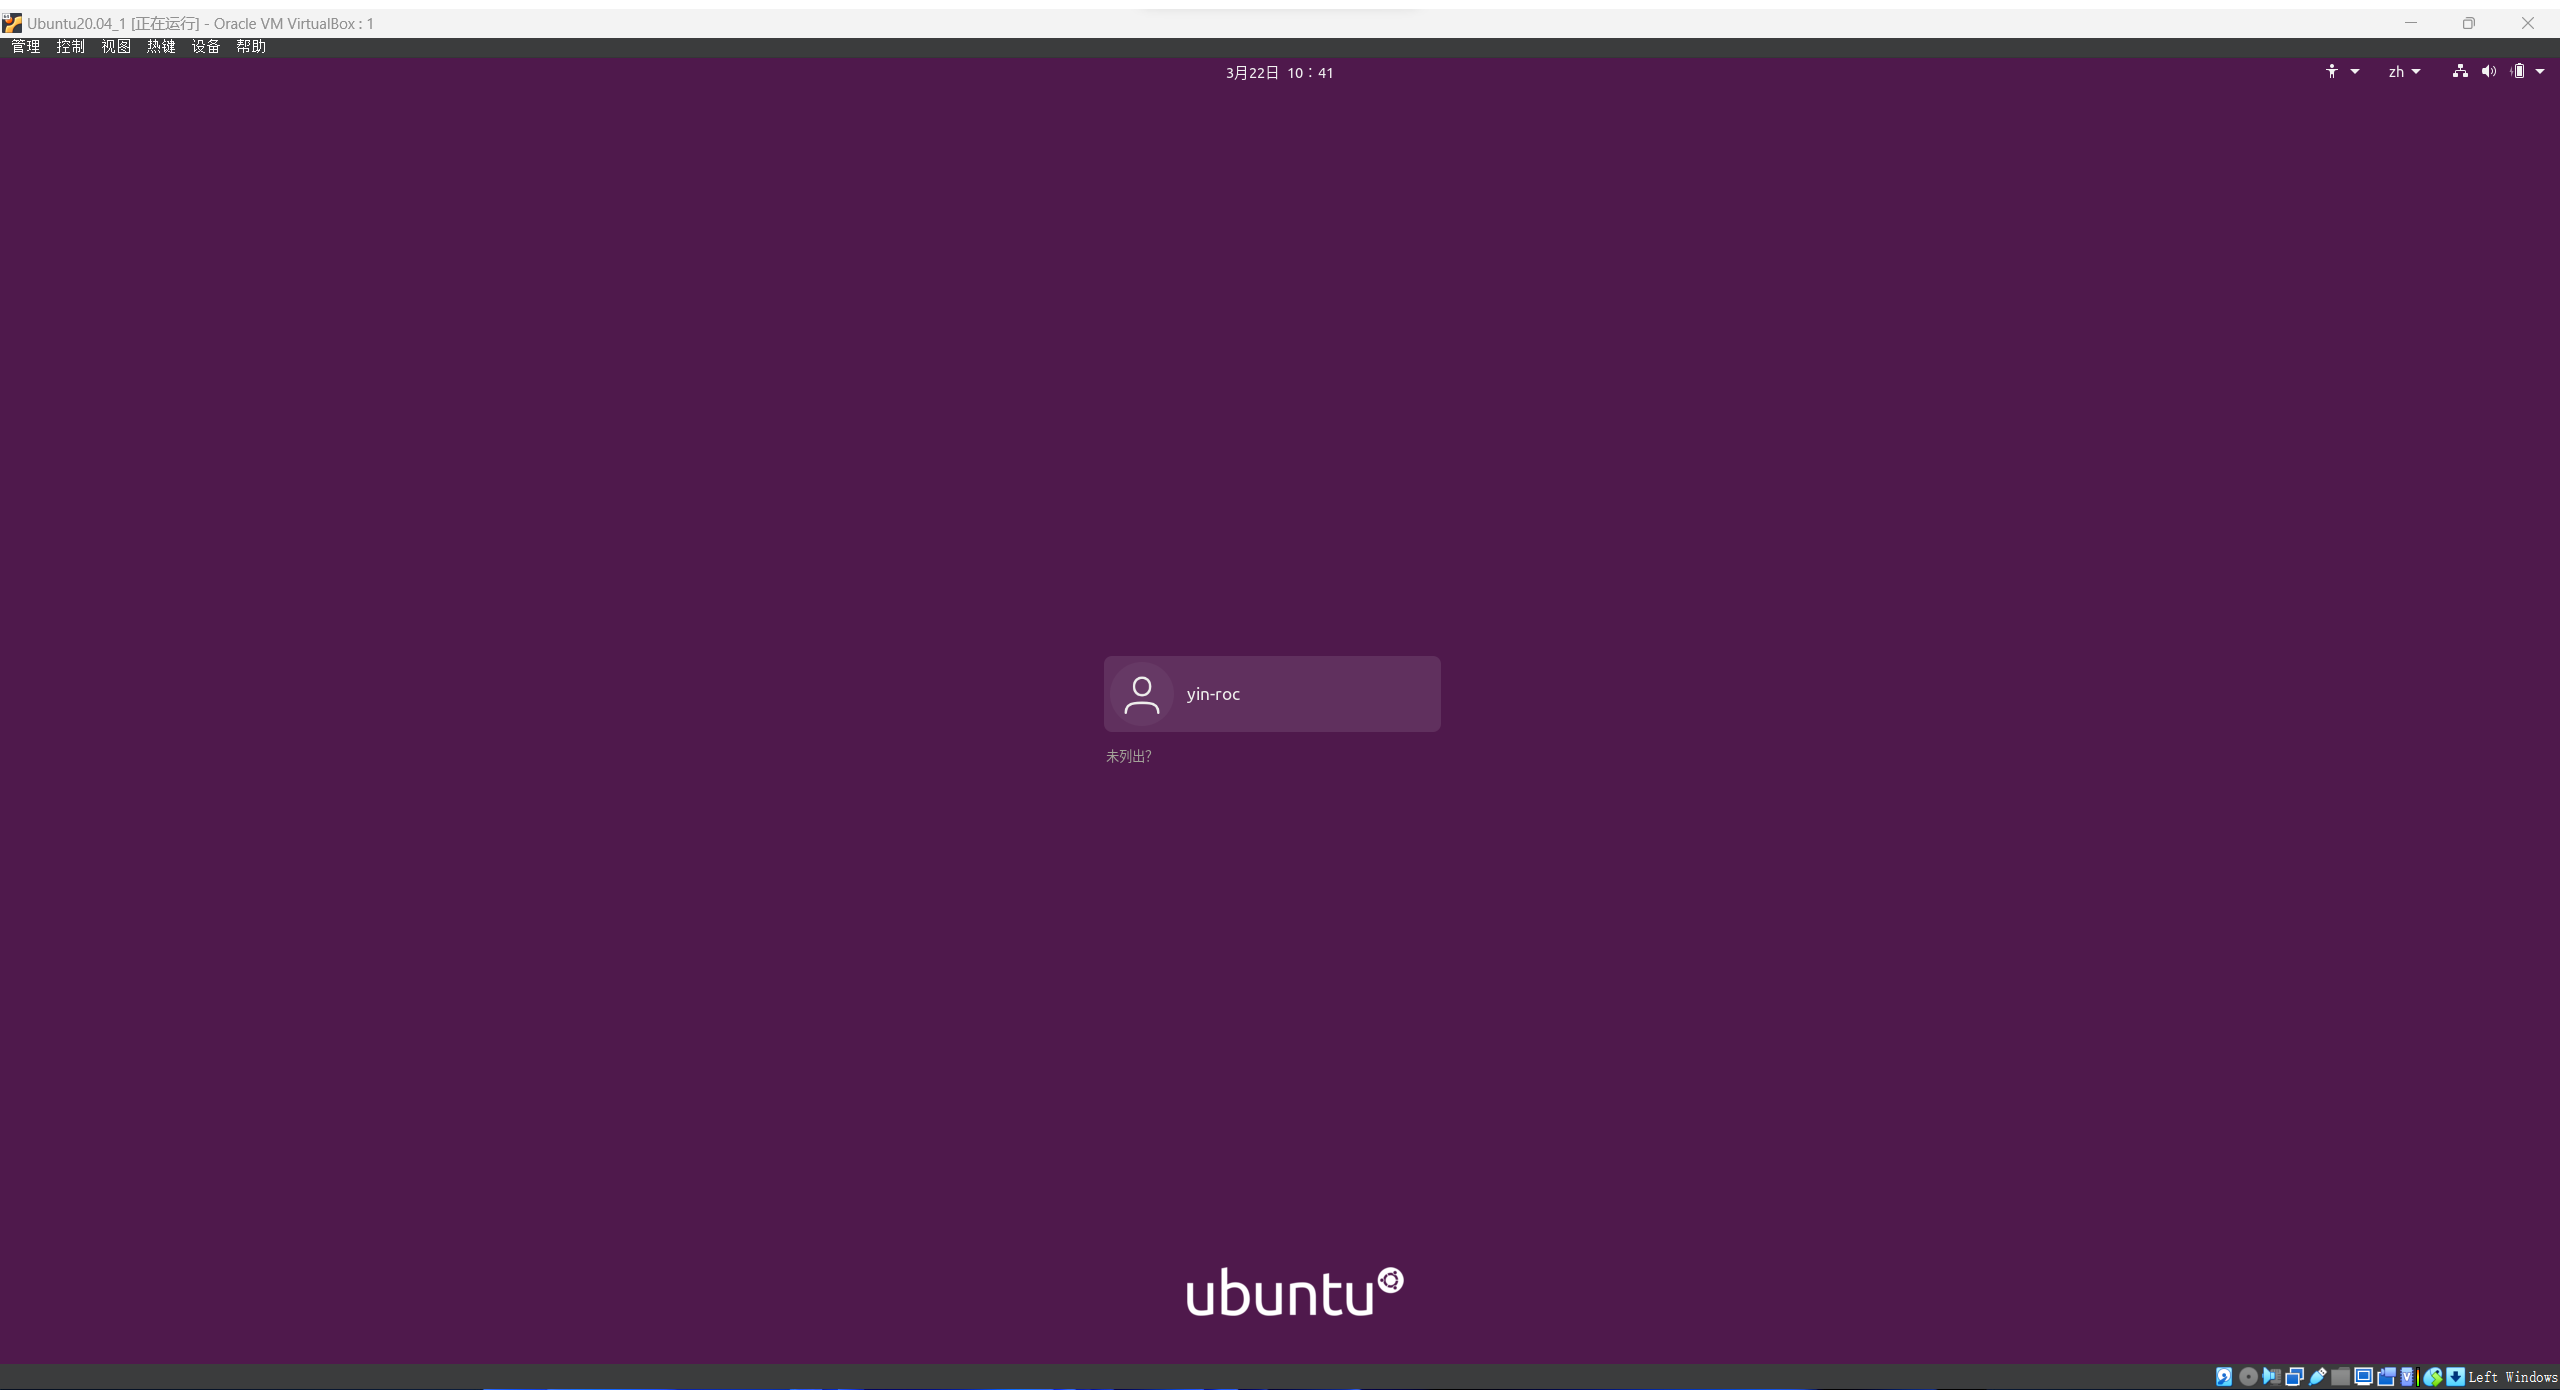 Ubuntu20.04_1 [正在运行] - Oracle VM VirtualBox : 1
管理 控制 视图 热键 设备 帮助
3月22日 10：41
zh
yin-roc
未列出?
ubuntu
Left Windows